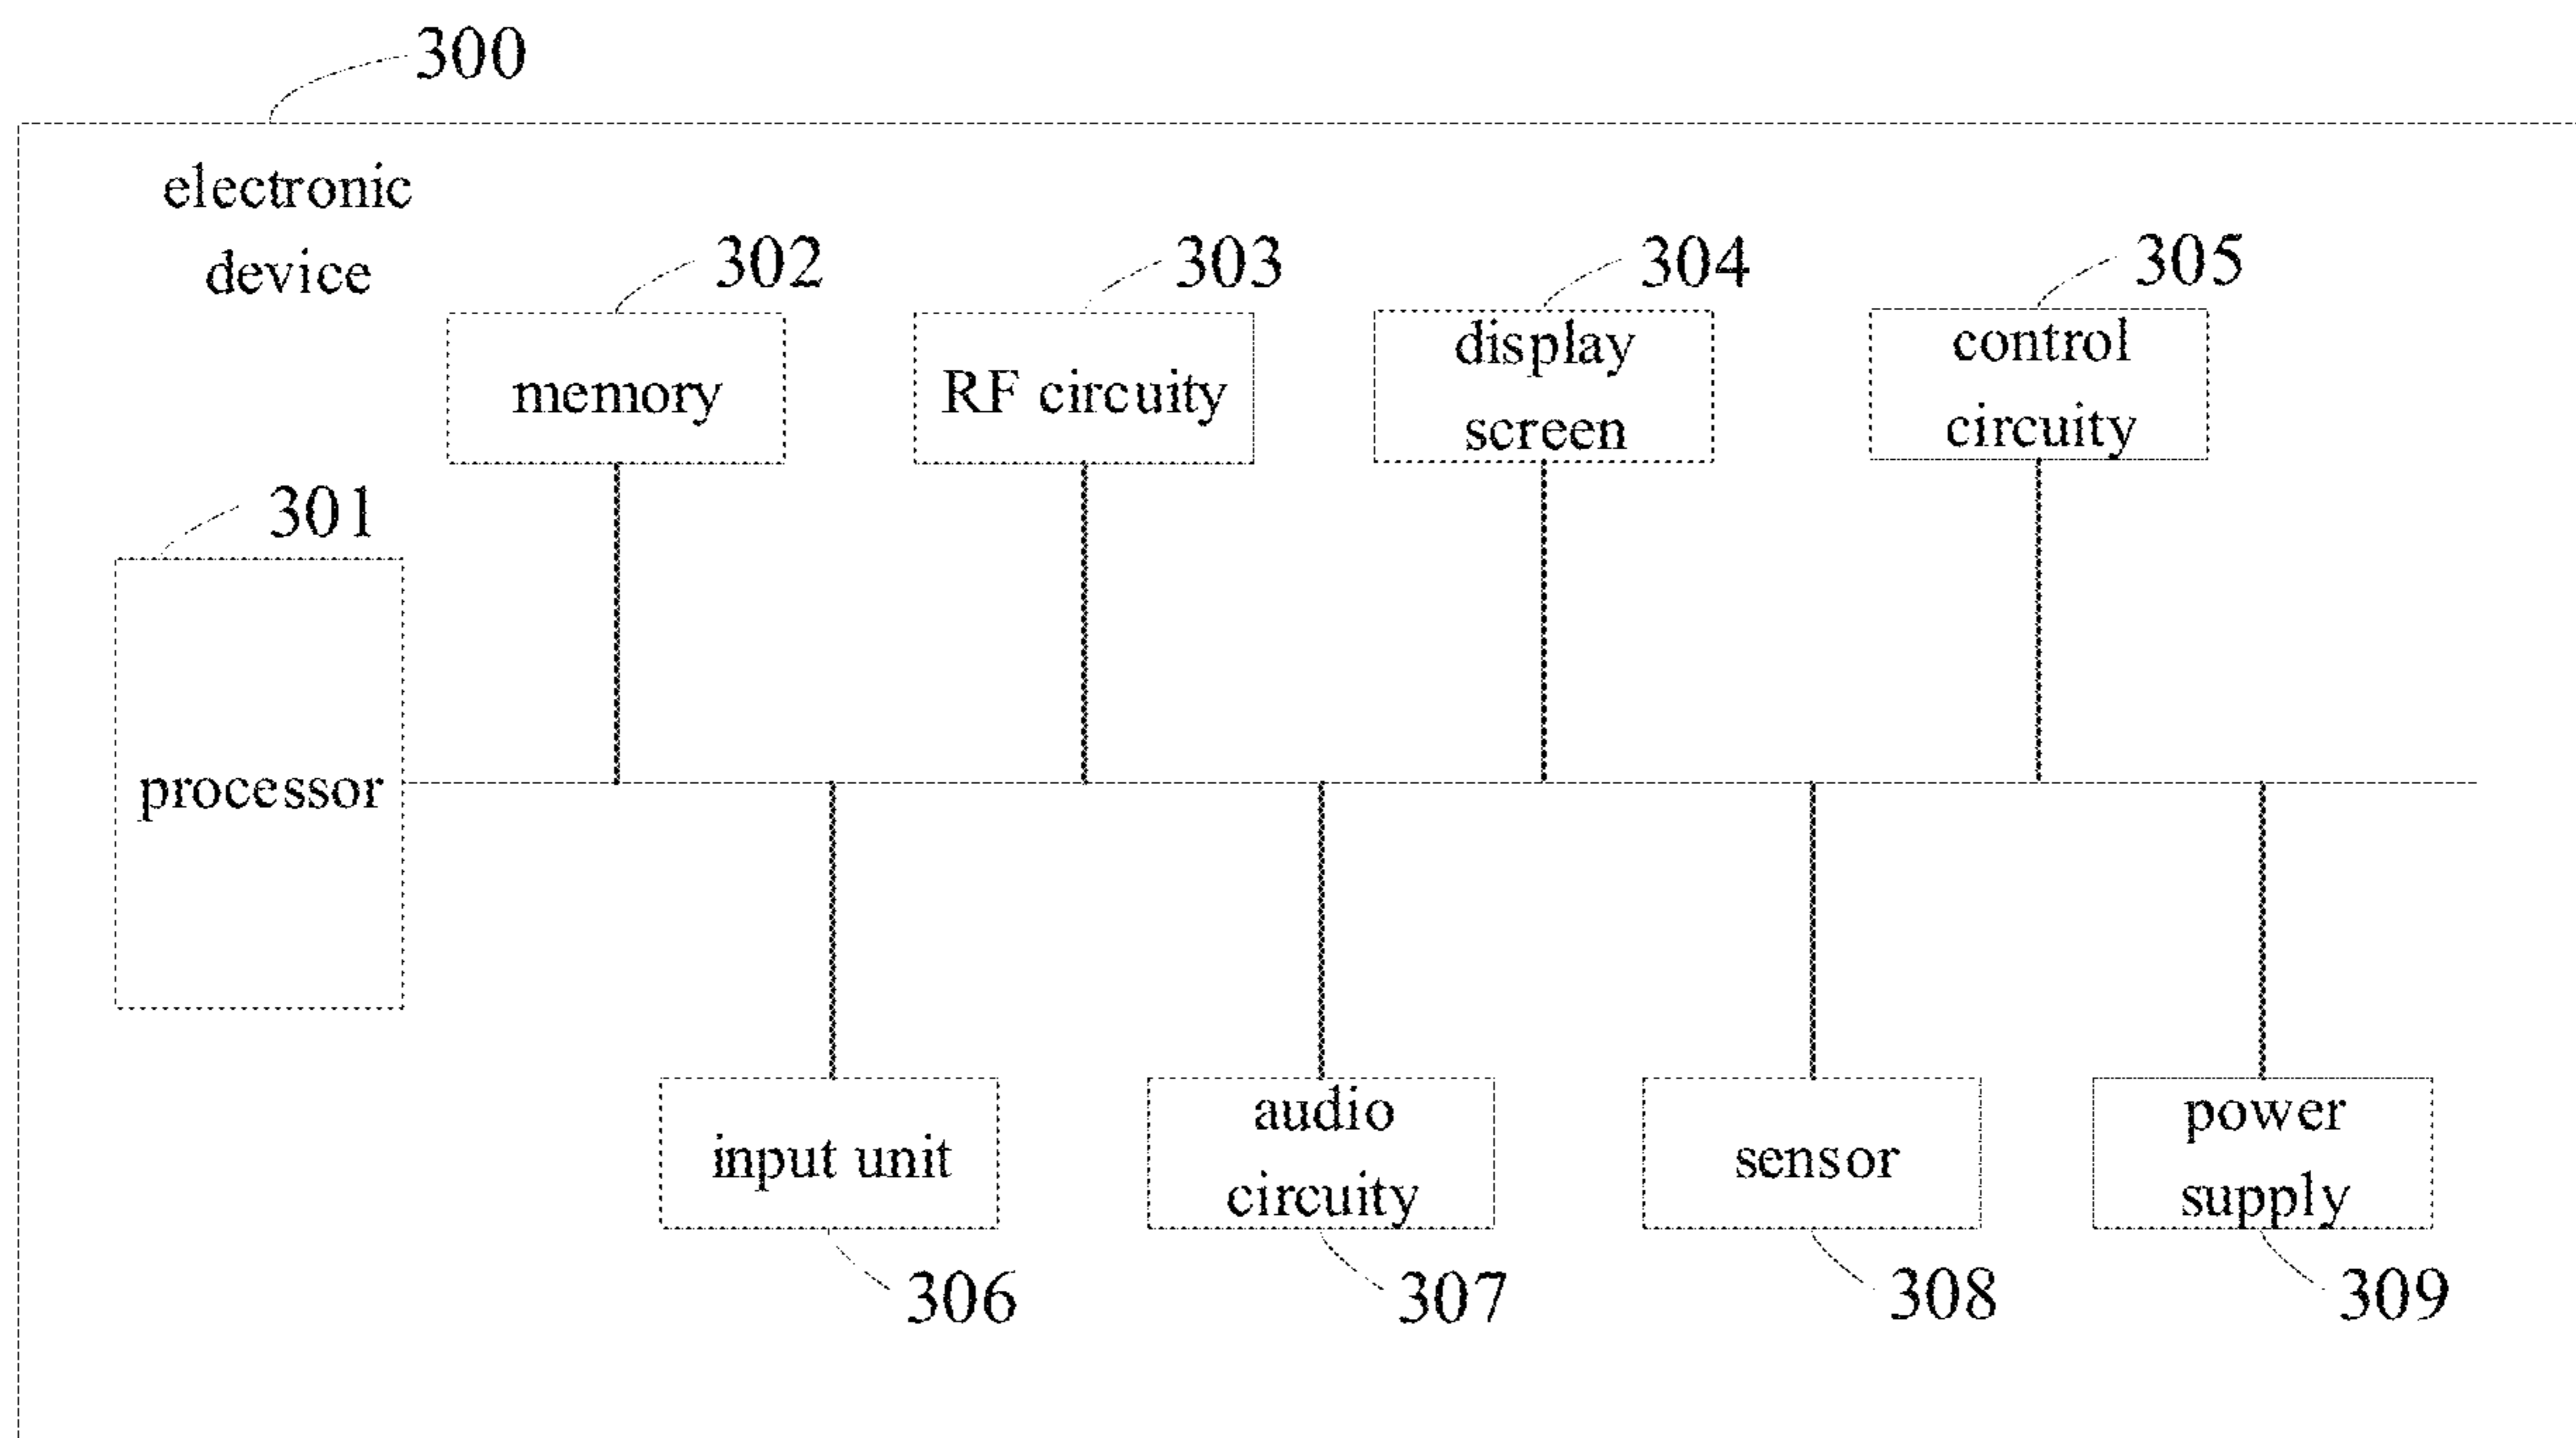 300
electronic
device
302
303
304
305
memory
RF circuity
display
screen
control
circuity
301
processor
input unit
audio
circuity
sensor
power
supply
306
307
308
309